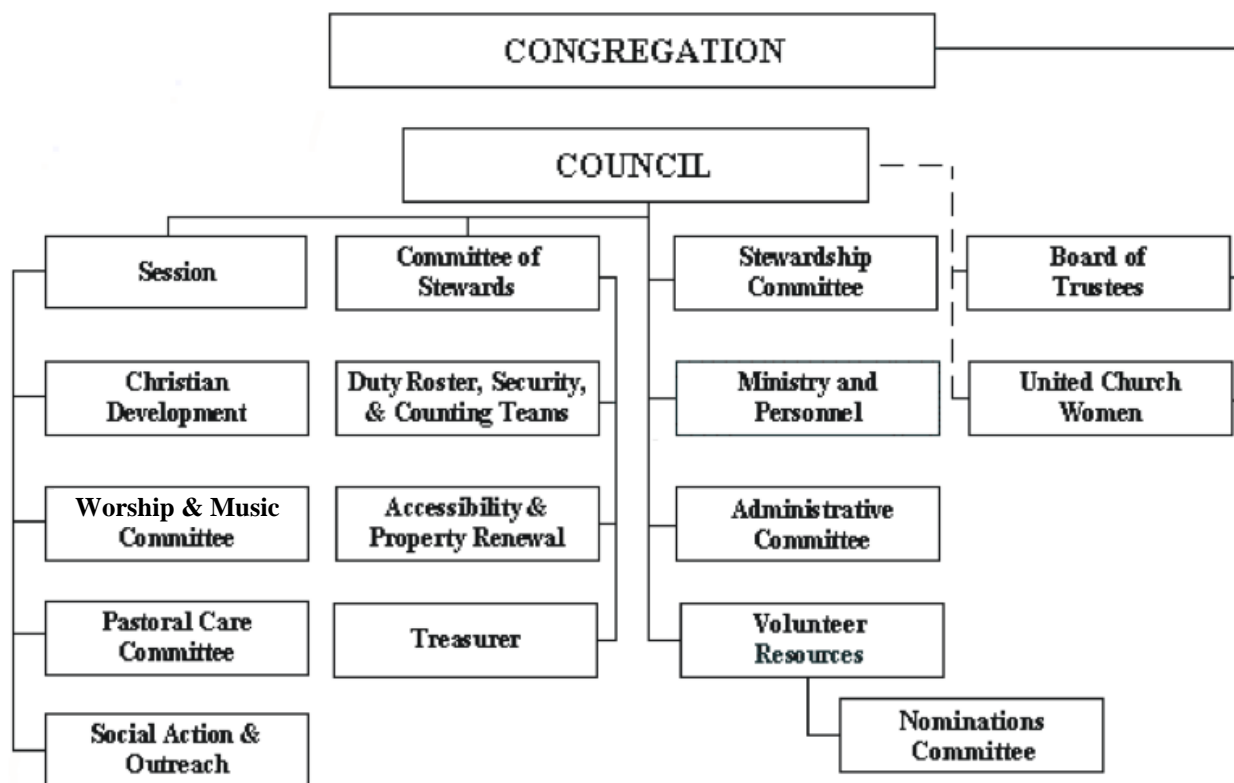 CONGREGATION
COUNCIL
Session
Committee of
Stewards
Stewardship
Committee
Board of
Trustees
Christian
Development
Duty Roster, Security,
& Counting Teams
Ministry and
Personnel
United Church
Women
Worship & Music
Committee
Accessibility &
Property Renewal
Administrative
Committee
Pastoral Care
Committee
Treasurer
Volunteer
Resources
Social Action &
Outreach
Nominations
Committee